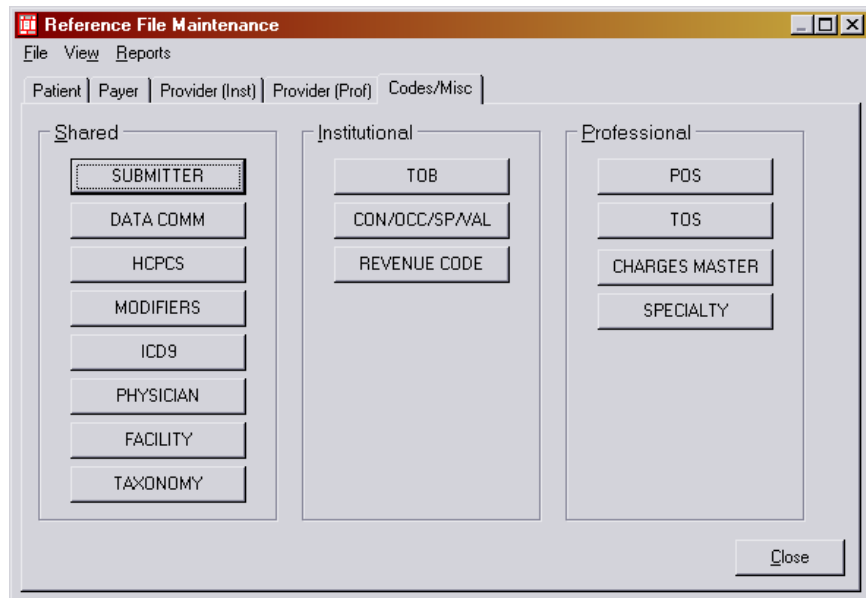 Reference File Maintenance
File View Reports
Patient Payer Provider (Inst) Provider (Prof) Codes/Misc
Shared
SUBMITTER
DATA COMM
HCPCS
MODIFIERS
ICD9
PHYSICIAN
FACILITY
TAXONOMY
Institutional
TOB
CON/OCC/SP/VAL
REVENUE CODE
Professional
POS
TOS
CHARGES MASTER
SPECIALTY
Close